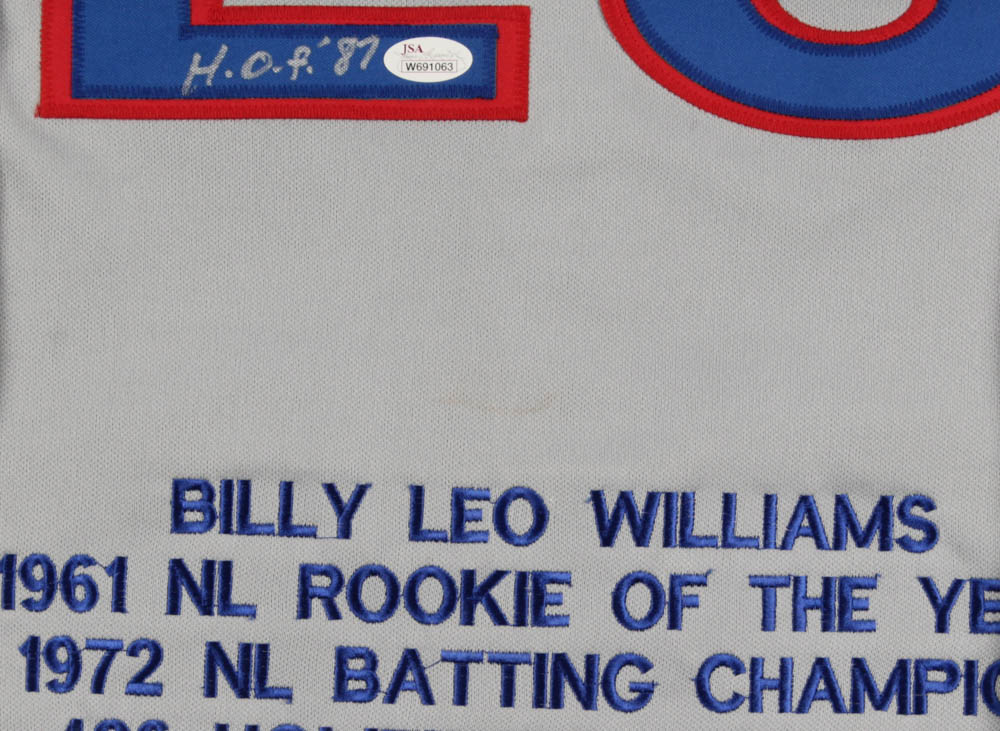 H.O.F. '87
JSA
W691063
BILLY LEO WILLIAMS
1961 NL ROOKIE OF THE YE
1972 NL BATTING CHAMPIO